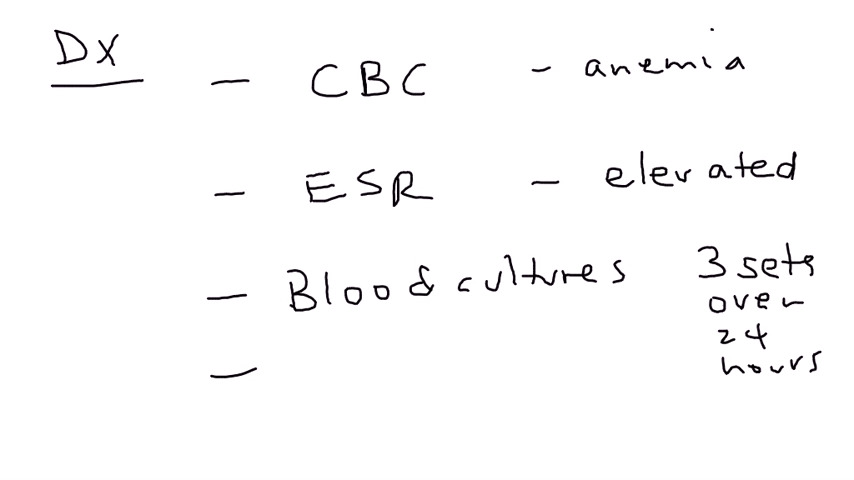 Dx
- CBC - anemia
- ESR - elevated
- Blood cultures 3 sets
over
24
hours
-